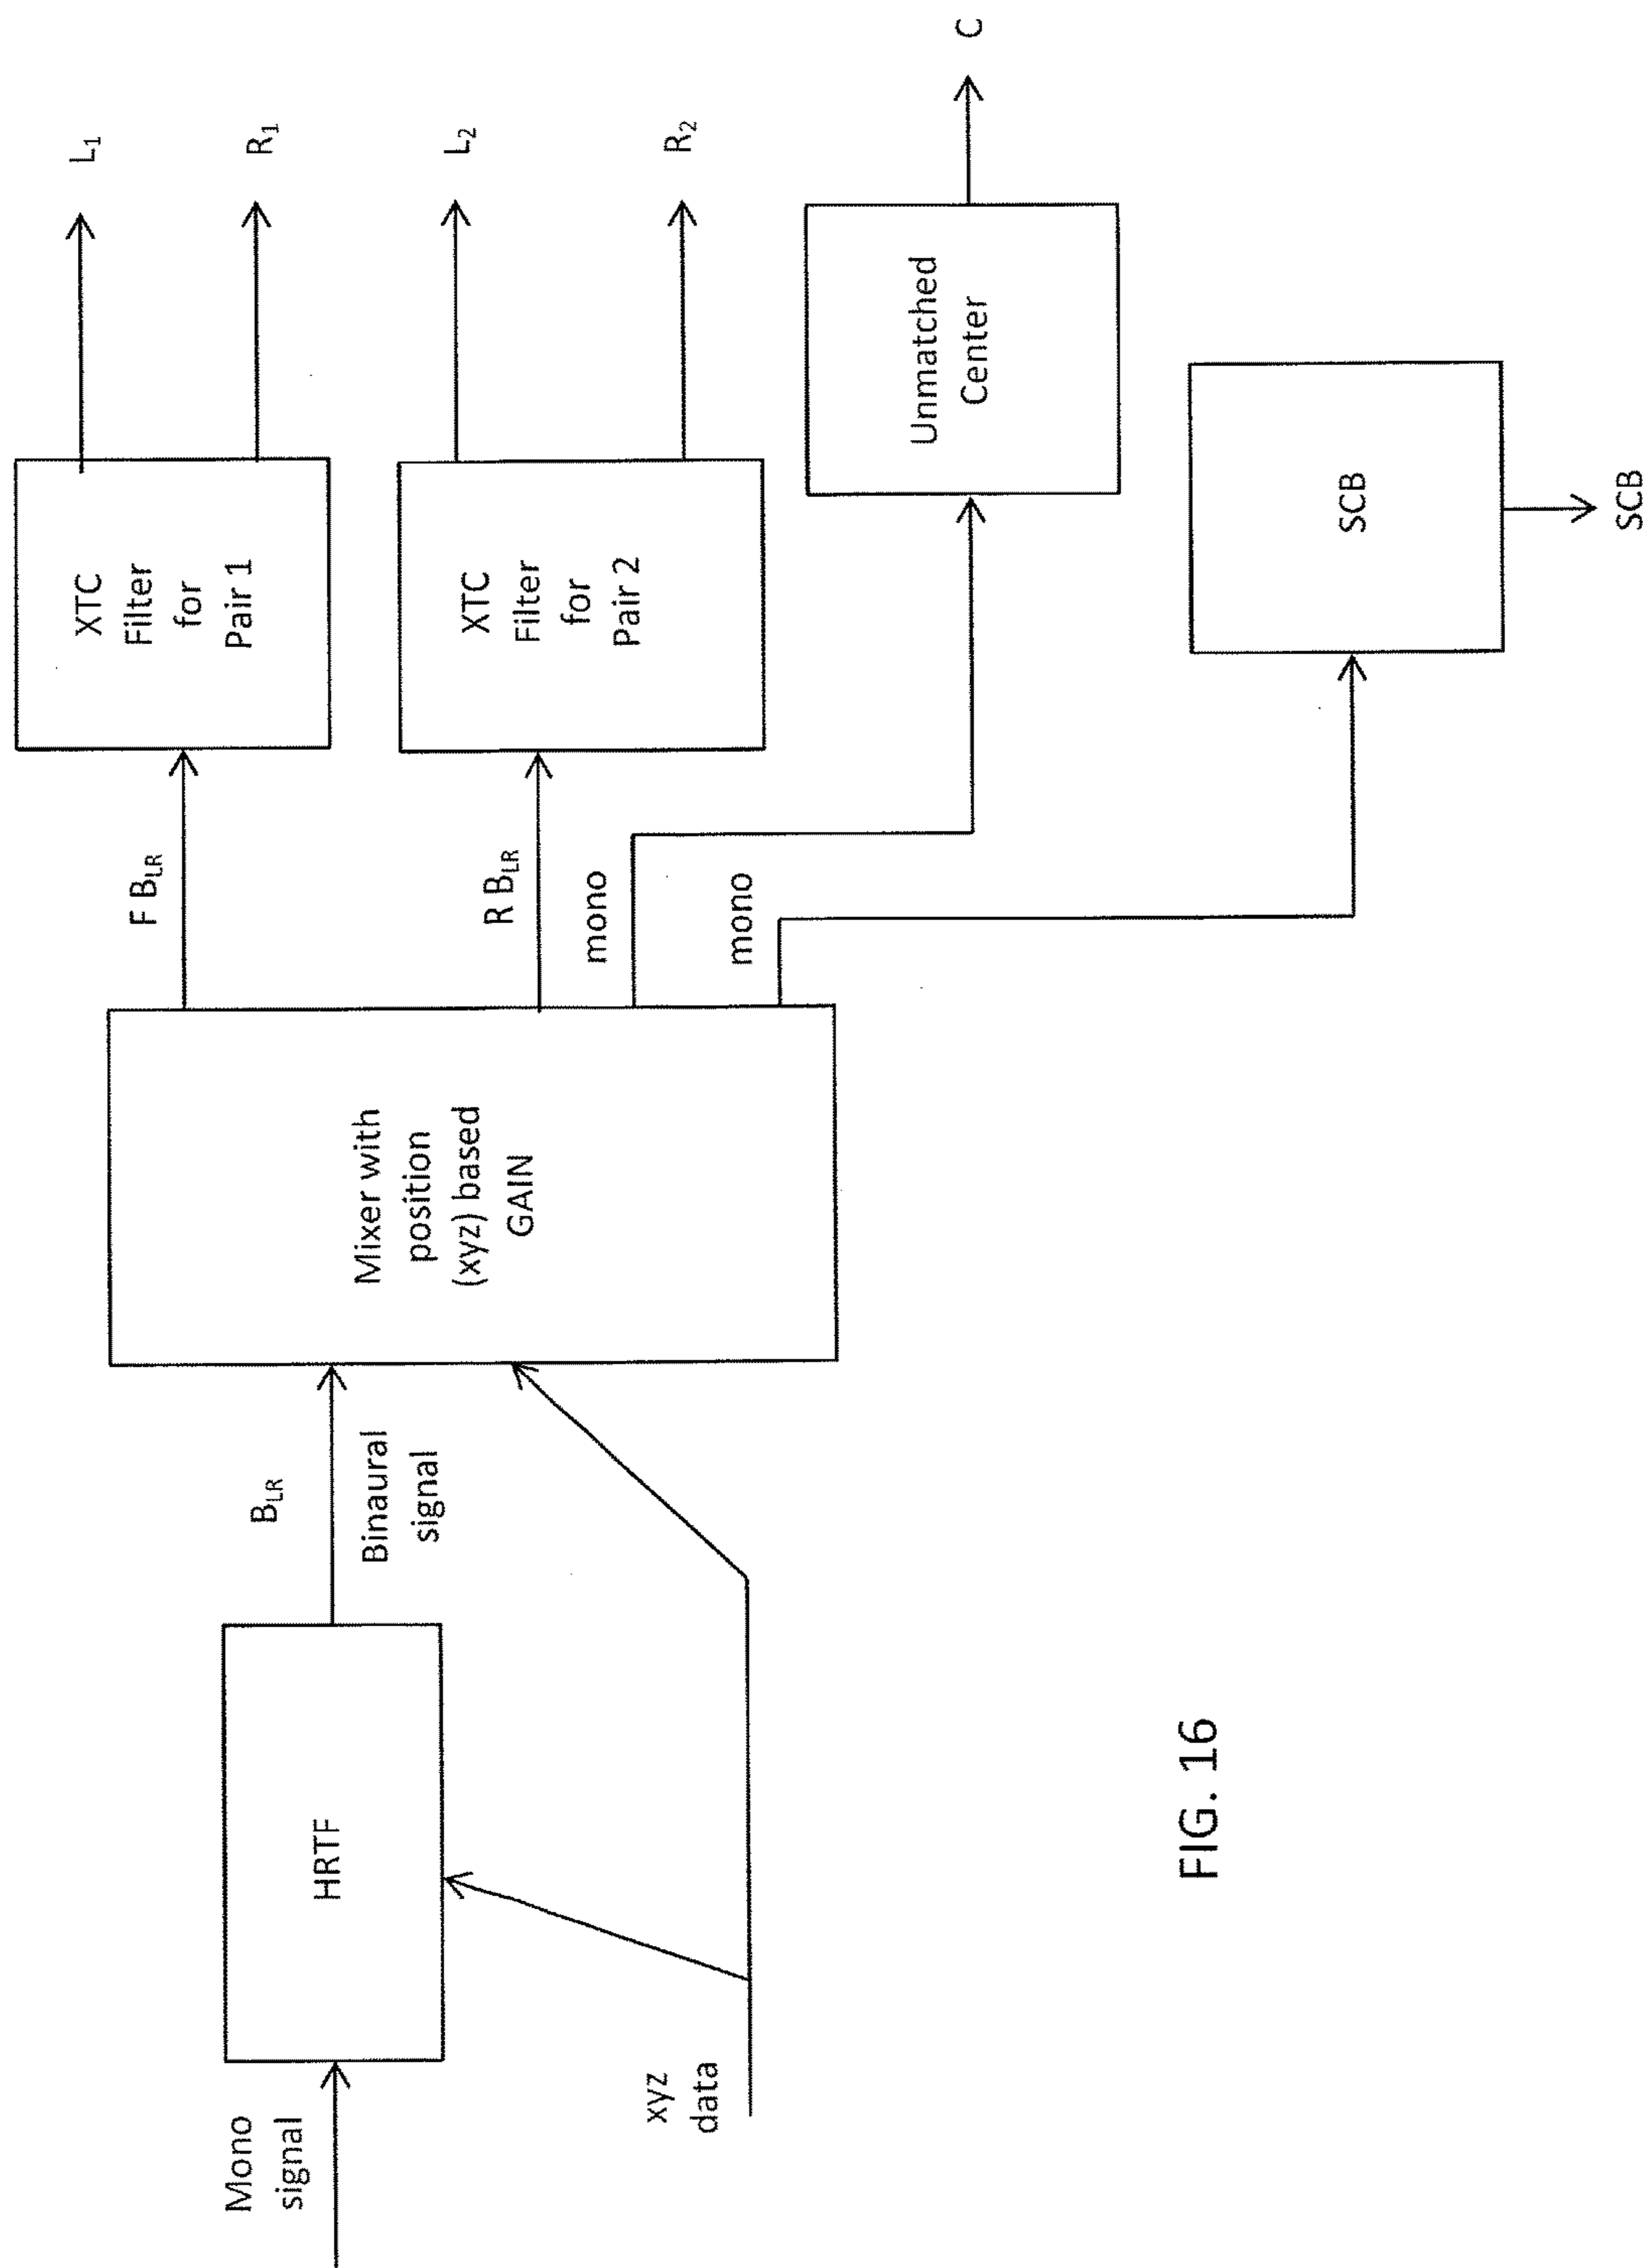 Mono
signal
HRTF
xyz
data
B_LR
Binaural
signal
Mixer with
position
(xyz) based
GAIN
F B_LR
R B_LR
mono
mono
XTC
Filter
for
Pair 1
XTC
Filter
for
Pair 2
Unmatched
Center
SCB
L₁
R₁
L₂
R₂
C
SCB
FIG. 16